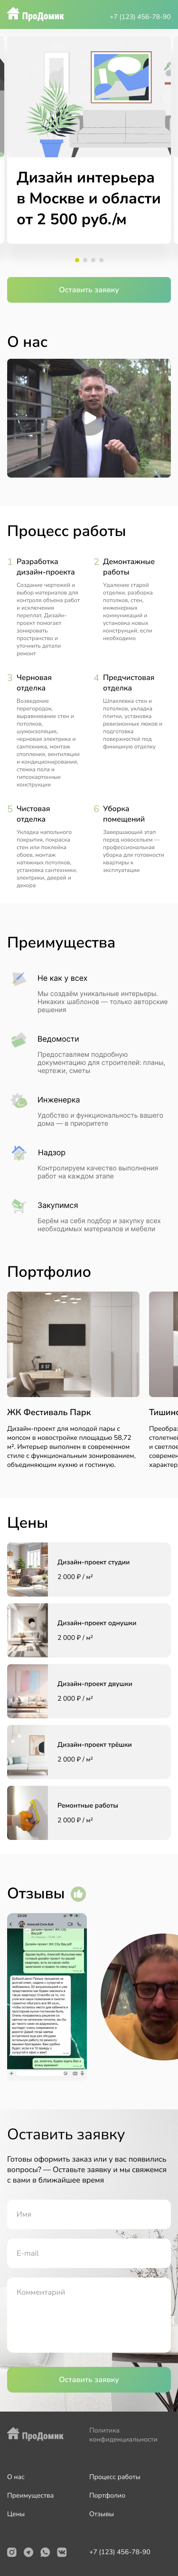 ПроДомик
+7 (123) 456-78-90
Дизайн интерьера
в Москве и области
от 2 500 руб./м
Оставить заявку
О нас
Процесс работы
1 Разработка
дизайн-проекта
Создание чертежей и
выбор материалов для
контроля объема работ
и исключения
переплат. Дизайн-
проект помогает
зонировать
пространство и
уточнить детали
ремонт
2 Демонтажные
работы
Удаление старой
отделки, разборка
потолков, стен,
инженерных
коммуникаций и
установка новых
конструкций, если
необходимо
3 Черновая
отделка
Возведение
перегородок,
выравнивание стен и
потолков,
шумоизоляция,
черновая электрика и
сантехника, монтаж
отопления, вентиляции
и кондиционирования,
стяжка пола и
гипсокартонные
конструкции
4 Предчистовая
отделка
Шпаклевка стен и
потолков, укладка
плитки, установка
ревизионных люков и
подготовка
поверхностей под
финишную отделку
5 Чистовая
отделка
Укладка напольного
покрытия, покраска
стен или поклейка
обоев, монтаж
натяжных потолков,
установка сантехники,
электрики, дверей и
декора
6 Уборка
помещений
Завершающий этап
перед новосельем —
профессиональная
уборка для готовности
квартиры к
эксплуатации
Преимущества
Не как у всех
Мы создаём уникальные интерьеры.
Никаких шаблонов — только авторские
решения
Ведомости
Предоставляем подробную
документацию для строителей: планы,
чертежи, сметы
Инженерка
Удобство и функциональность вашего
дома — в приоритете
Надзор
Контролируем качество выполнения
работ на каждом этапе
Закупимся
Берём на себя подбор и закупку всех
необходимых материалов и мебели
Портфолио
ЖК Фестиваль Парк
Дизайн-проект для молодой пары с
мопсом в новостройке площадью 58,72
м². Интерьер выполнен в современном
стиле с функциональным зонированием,
объединяющим кухню и гостиную.
Цены
Дизайн-проект студии
2 000 ₽ / м²
Дизайн-проект однушки
2 000 ₽ / м²
Дизайн-проект двушки
2 000 ₽ / м²
Дизайн-проект трёшки
2 000 ₽ / м²
Ремонтные работы
2 000 ₽ / м²
Отзывы
Оставить заявку
Готовы оформить заказ или у вас появились
вопросы? — Оставьте заявку и мы свяжемся
с вами в ближайшее время
Имя
E-mail
Комментарий
Оставить заявку
ПроДомик
Политика
конфиденциальности
О нас
Процесс работы
Преимущества
Портфолио
Цены
Отзывы
+7 (123) 456-78-90